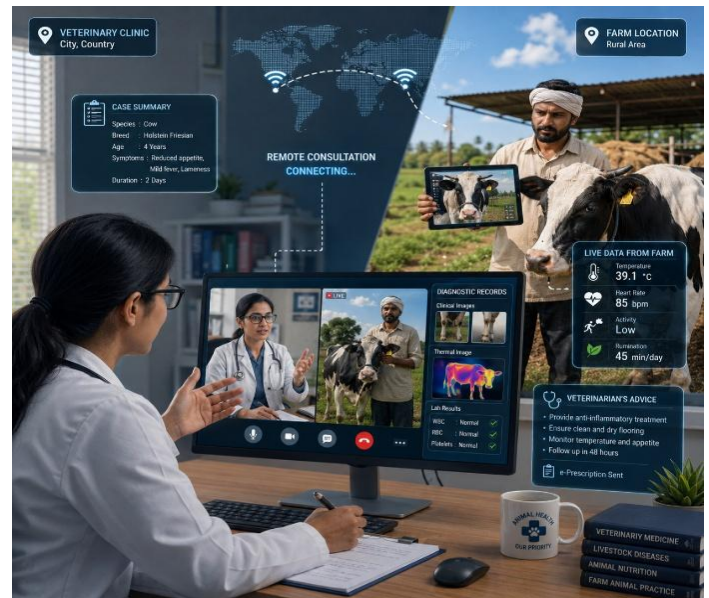 VETERINARY CLINIC
City, Country
FARM LOCATION
Rural Area
CASE SUMMARY
Species : Cow
Breed : Holstein Friesian
Age : 4 Years
Symptoms : Reduced appetite,
Mild fever, Lameness
Duration : 2 Days
REMOTE CONSULTATION
CONNECTING...
LIVE DATA FROM FARM
Temperature
39.1 °C
Heart Rate
85 bpm
Activity
Low
Rumination
45 min/day
LIVE
DIAGNOSTIC RECORDS
Clinical Images
Thermal Image
Lab Results
WBC : Normal
RBC : Normal
Platelets : Normal
VETERINARIAN'S ADVICE
• Provide anti-inflammatory treatment
• Ensure clean and dry flooring
• Monitor temperature and appetite
• Follow up in 48 hours
e-Prescription Sent
ANIMAL HEALTH
OUR PRIORITY
VETERINARIY MEDICINE
LIVESTOCK DISEASES
ANIMAL NUTRITION
FARM ANIMAL PRACTICE